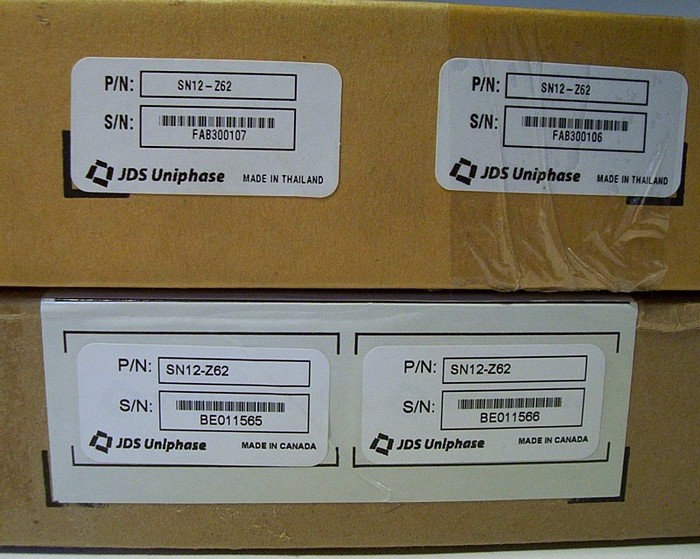 P/N: SN12-Z62
S/N: FAB300107
JDS Uniphase MADE IN THAILAND
P/N: SN12-Z62
S/N: FAB300106
JDS Uniphase MADE IN THAILAND
P/N: SN12-Z62
S/N: BE011565
JDS Uniphase MADE IN CANADA
P/N: SN12-Z62
S/N: BE011566
JDS Uniphase MADE IN CANADA